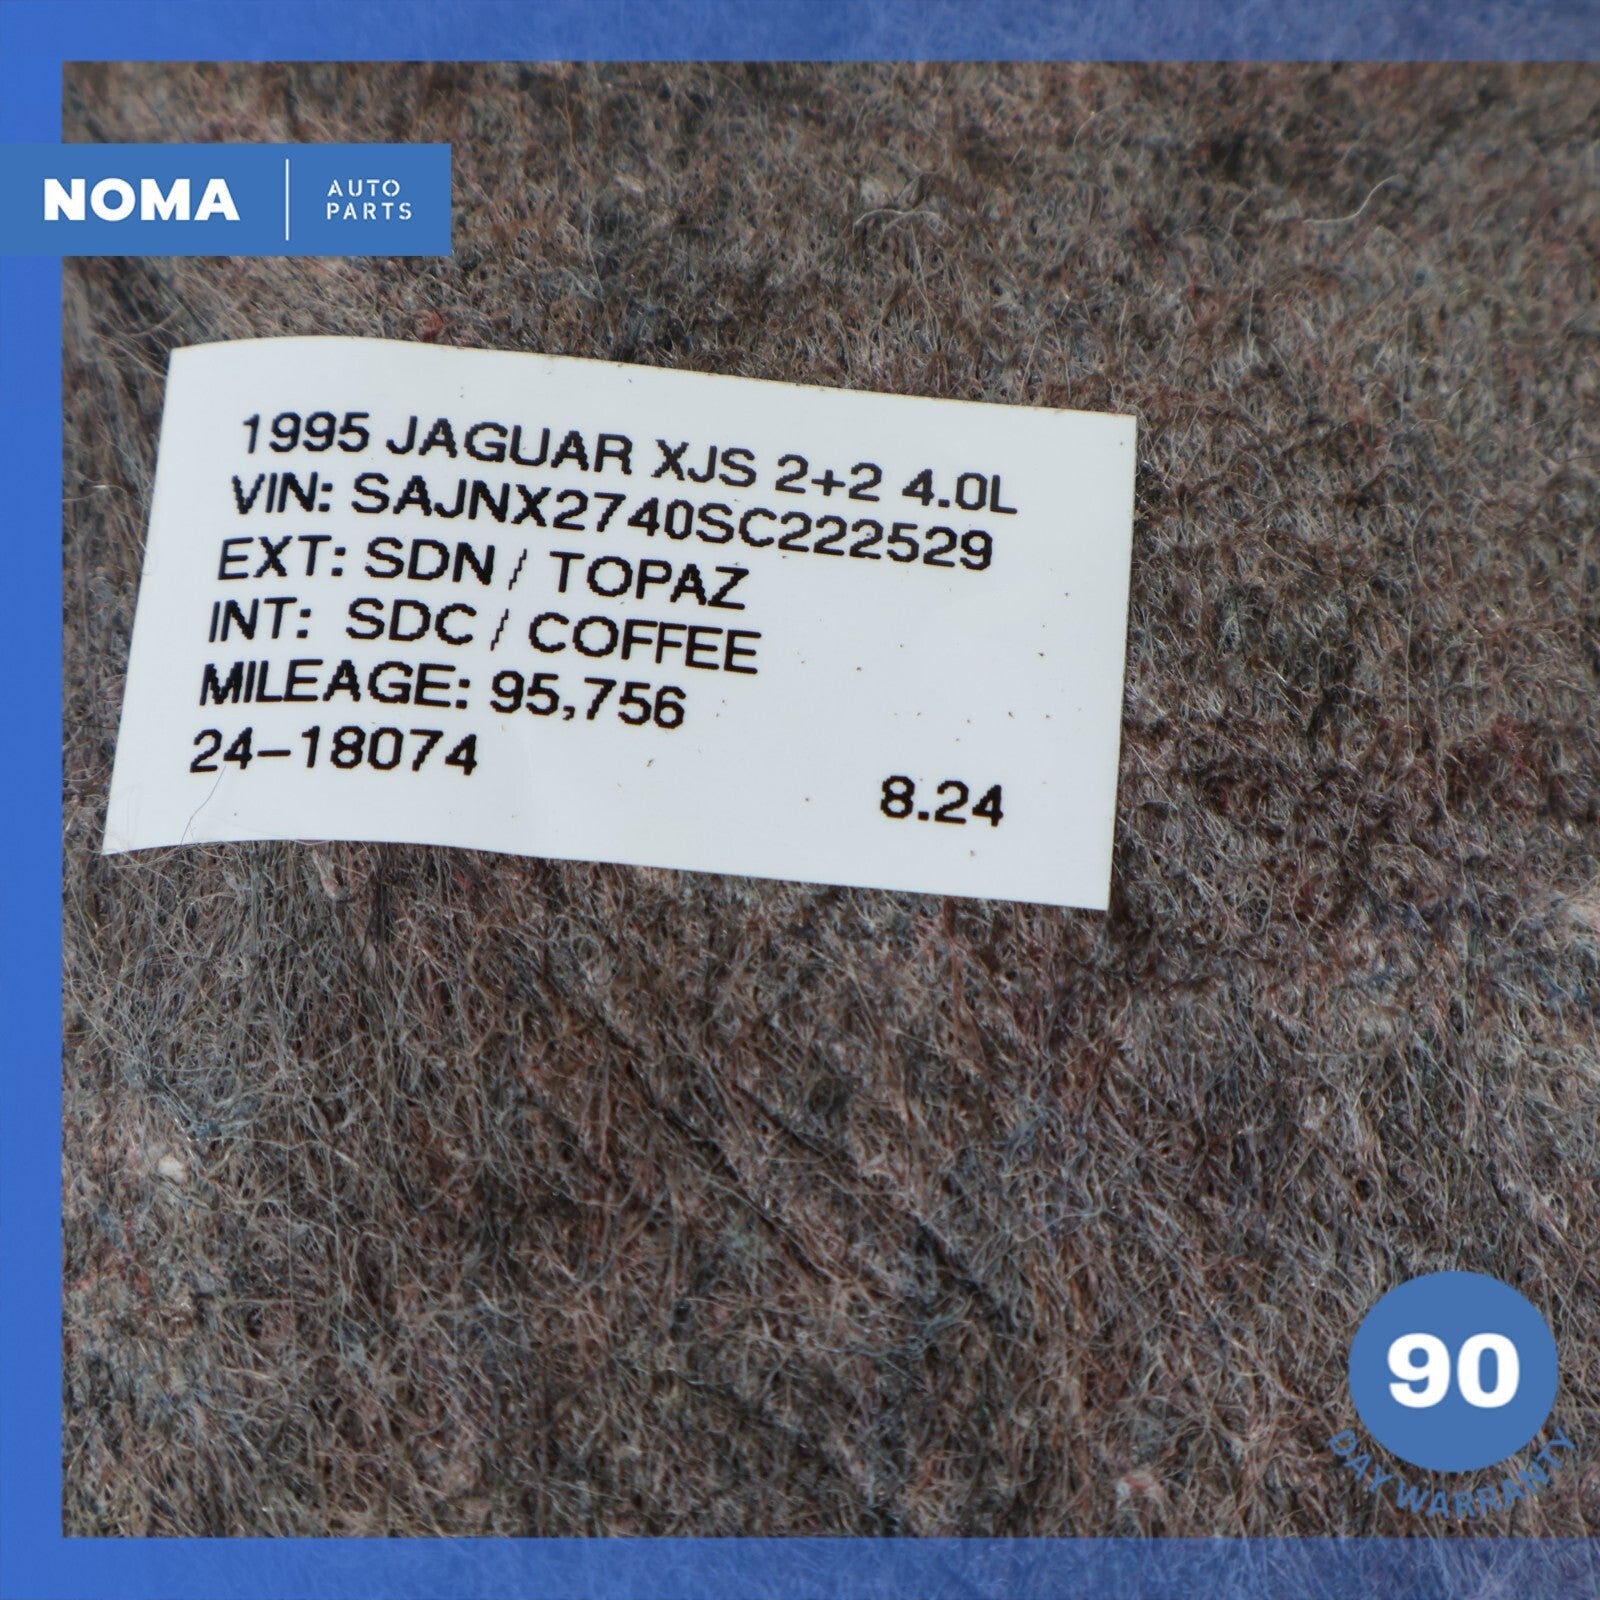 NOMA
AUTO
PARTS
1995 JAGUAR XJS 2+2 4.0L
VIN: SAJNX2740SC222529
EXT: SDN / TOPAZ
INT: SDC / COFFEE
MILEAGE: 95,756
24-18074
8.24
90
DAY WARRANTY